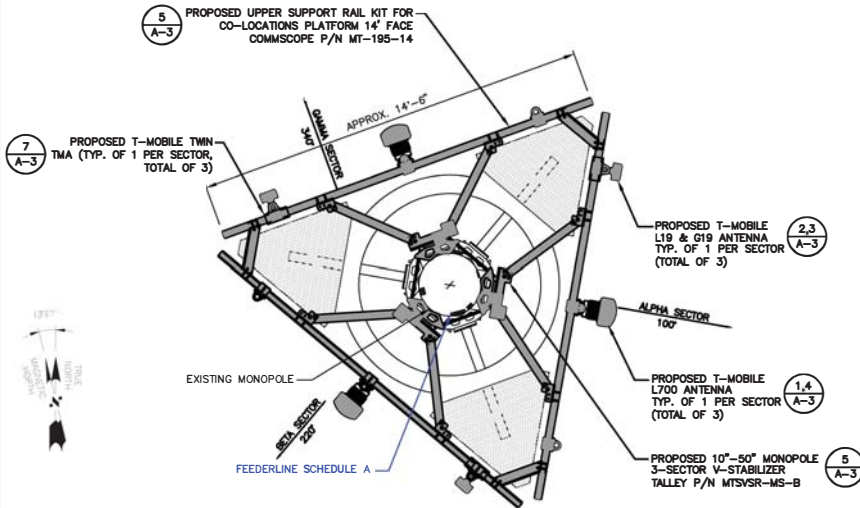 5
A-3
PROPOSED UPPER SUPPORT RAIL KIT FOR
CO-LOCATIONS PLATFORM 14' FACE
COMMSCOPE P/N MT-195-14
APPROX. 14'-6"
GAMMA SECTOR
340°
7
A-3
PROPOSED T-MOBILE TWIN
TMA (TYP. OF 1 PER SECTOR,
TOTAL OF 3)
PROPOSED T-MOBILE
L19 & G19 ANTENNA
TYP. OF 1 PER SECTOR
(TOTAL OF 3)
2,3
A-3
ALPHA SECTOR
100°
TRUE
NORTH
MAGNETIC
NORTH
EXISTING MONOPOLE
PROPOSED T-MOBILE
L700 ANTENNA
TYP. OF 1 PER SECTOR
(TOTAL OF 3)
1,4
A-3
BETA SECTOR
220°
FEEDERLINE SCHEDULE A
PROPOSED 10"-50" MONOPOLE
3-SECTOR V-STABILIZER
TALLEY P/N MTSVSR-MS-B
5
A-3